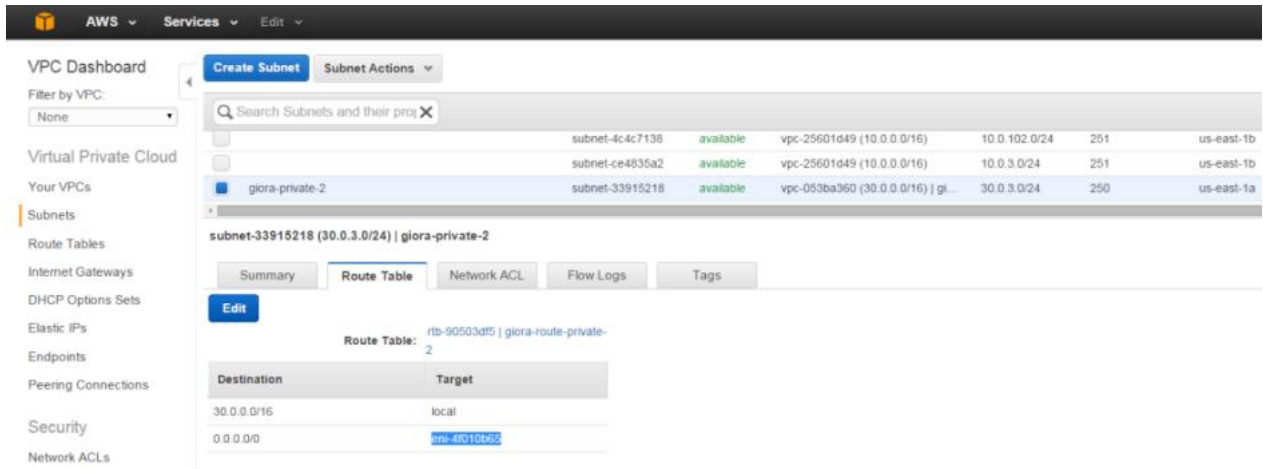 AWS Services Edit
VPC Dashboard
Filter by VPC:
None
Virtual Private Cloud
Your VPCs
Subnets
Route Tables
Internet Gateways
DHCP Options Sets
Elastic IPs
Endpoints
Peering Connections
Security
Network ACLs
Create Subnet Subnet Actions
Search Subnets and their prop
subnet-4c4c7138 available vpc-25601d49 (10.0.0.0/16) 10.0.102.0/24 251 us-east-1b
subnet-ce4835a2 available vpc-25601d49 (10.0.0.0/16) 10.0.3.0/24 251 us-east-1b
giora-private-2 subnet-33915218 available vpc-053ba360 (30.0.0.0/16) | gi... 30.0.3.0/24 250 us-east-1a
subnet-33915218 (30.0.3.0/24) | giora-private-2
Summary Route Table Network ACL Flow Logs Tags
Edit
Route Table: rtb-90503df5 | giora-route-private-
2
Destination Target
30.0.0.0/16 local
0.0.0.0/0 eni-4f010b65